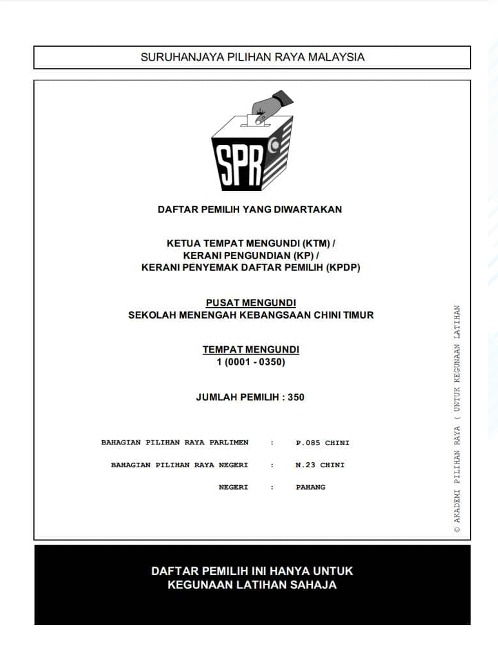 SURUHANJAYA PILIHAN RAYA MALAYSIA
SPR
DAFTAR PEMILIH YANG DIWARTAKAN
KETUA TEMPAT MENGUNDI (KTM) /
KERANI PENGUNDIAN (KP) /
KERANI PENYEMAK DAFTAR PEMILIH (KPDP)
PUSAT MENGUNDI
SEKOLAH MENENGAH KEBANGSAAN CHINI TIMUR
TEMPAT MENGUNDI
1 (0001 - 0350)
JUMLAH PEMILIH : 350
BAHAGIAN PILIHAN RAYA PARLIMEN : P.085 CHINI
BAHAGIAN PILIHAN RAYA NEGERI : N.23 CHINI
NEGERI : PAHANG
© AKADEMI PILIHAN RAYA ( UNTUK KEGUNAAN LATIHAN
DAFTAR PEMILIH INI HANYA UNTUK
KEGUNAAN LATIHAN SAHAJA